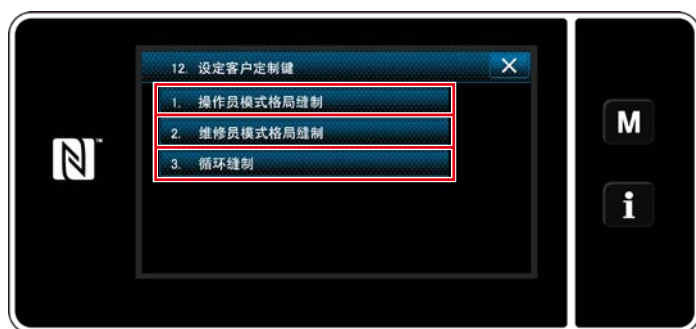 12. 设定客户定制键
1. 操作员模式格局缝制
2. 维修员模式格局缝制
3. 循环缝制
M
i